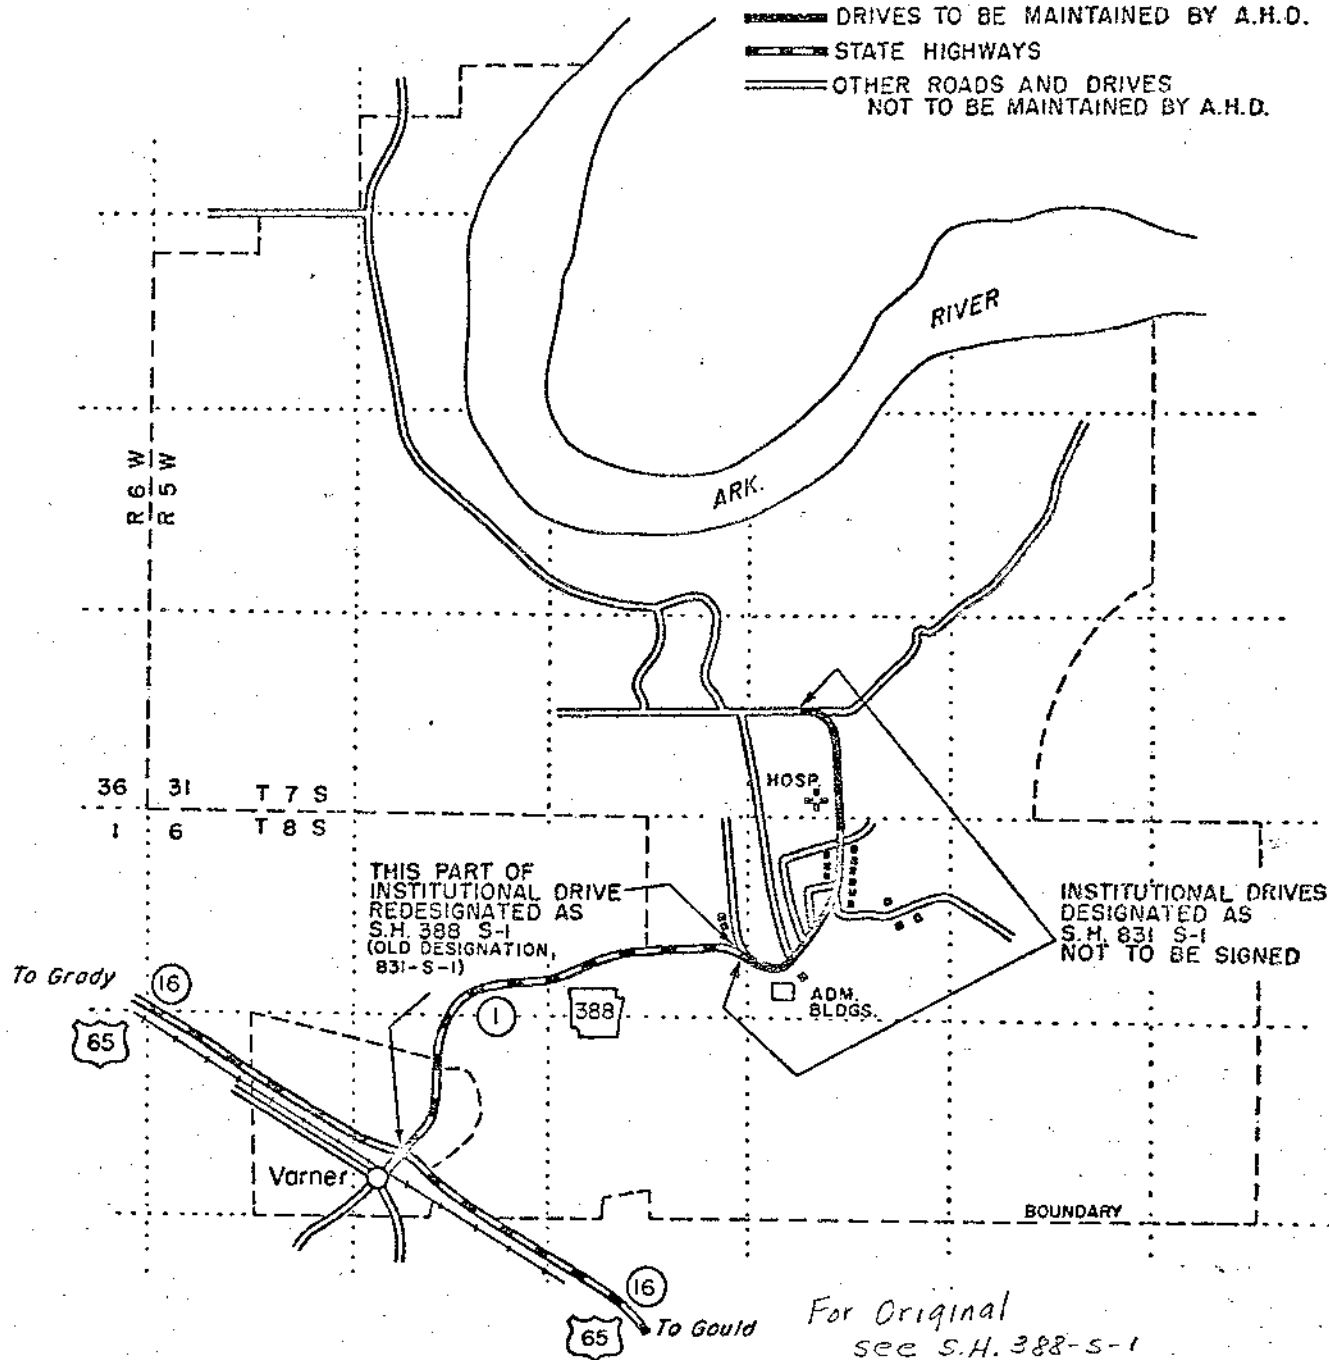 DRIVES TO BE MAINTAINED BY A.H.D.
STATE HIGHWAYS
OTHER ROADS AND DRIVES
NOT TO BE MAINTAINED BY A.H.D.
RIVER
ARK.
R 6 W
R 5 W
HOSP.
36 31 T 7 S
1 6 T 8 S
THIS PART OF
INSTITUTIONAL DRIVE
REDESIGNATED AS
S.H. 388 S-1
(OLD DESIGNATION,
831-S-1)
INSTITUTIONAL DRIVES
DESIGNATED AS
S.H. 831 S-1
NOT TO BE SIGNED
To Grady
16
65
1
388
ADM.
BLDGS.
Varner
BOUNDARY
16
65
To Gould
For Original
see S.H. 388-S-1